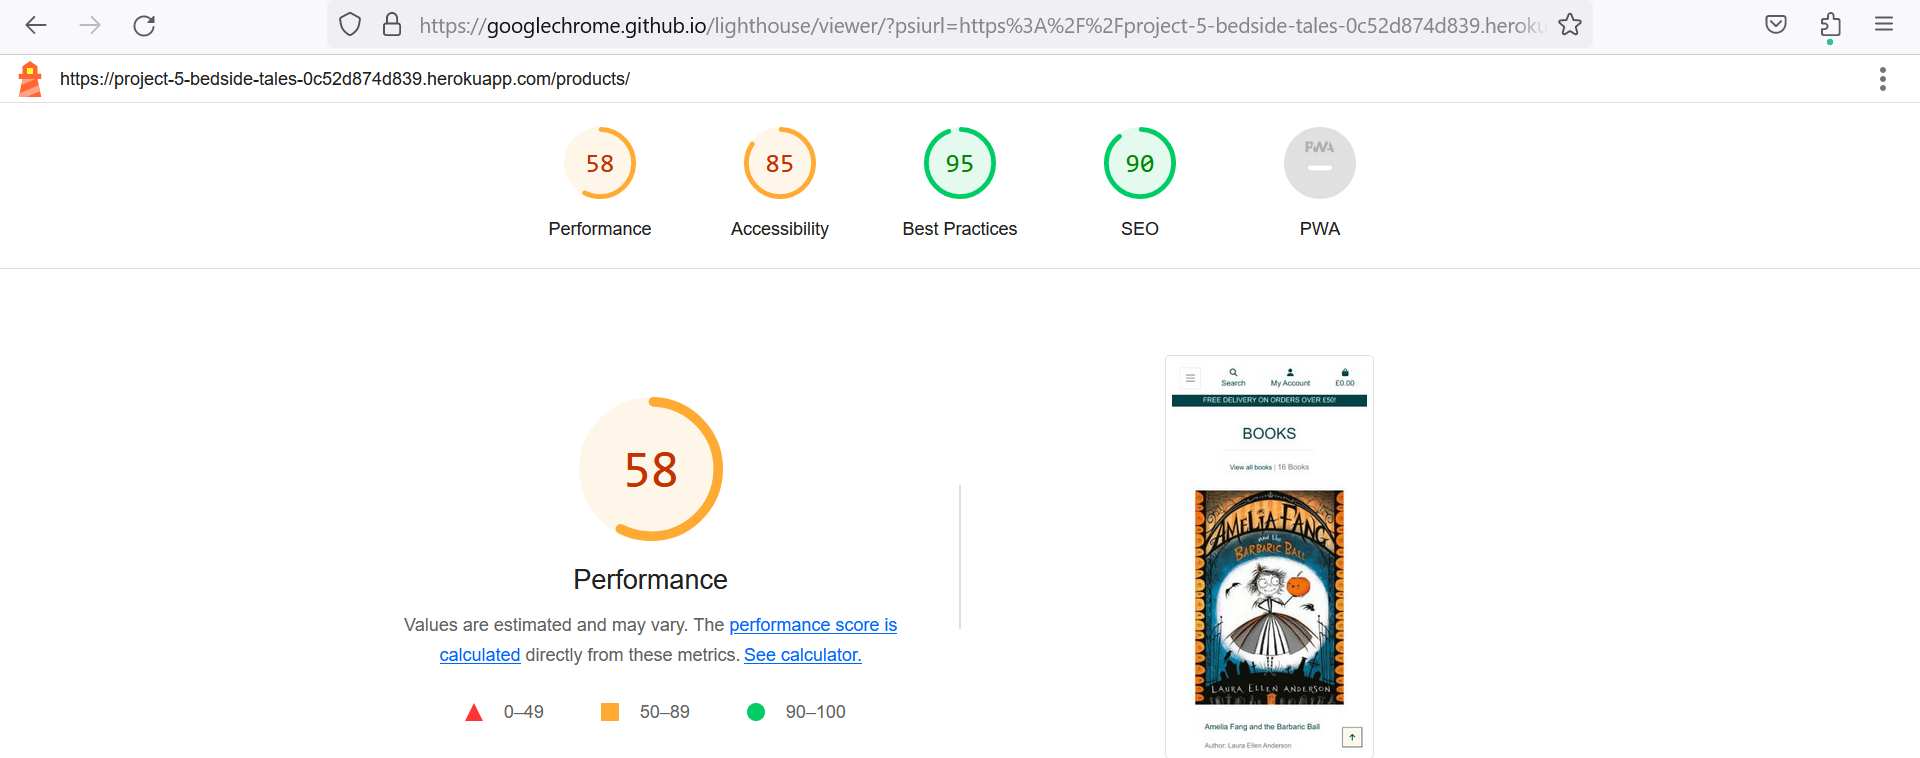 https://googlechrome.github.io/lighthouse/viewer/?psiurl=https%3A%2F%2Fproject-5-bedside-tales-0c52d874d839.heroku
https://project-5-bedside-tales-0c52d874d839.herokuapp.com/products/
58 85 95 90 PWA
Performance Accessibility Best Practices SEO PWA
58
Performance
Values are estimated and may vary. The performance score is
calculated directly from these metrics. See calculator.
0–49 50–89 90–100
Search My Account £0.00
FREE DELIVERY ON ORDERS OVER £50!
BOOKS
View all books | 16 Books
AMELIA FANG
and the
BARBARIC BALL
LAURA ELLEN ANDERSON
Amelia Fang and the Barbaric Ball
Author: Laura Ellen Anderson